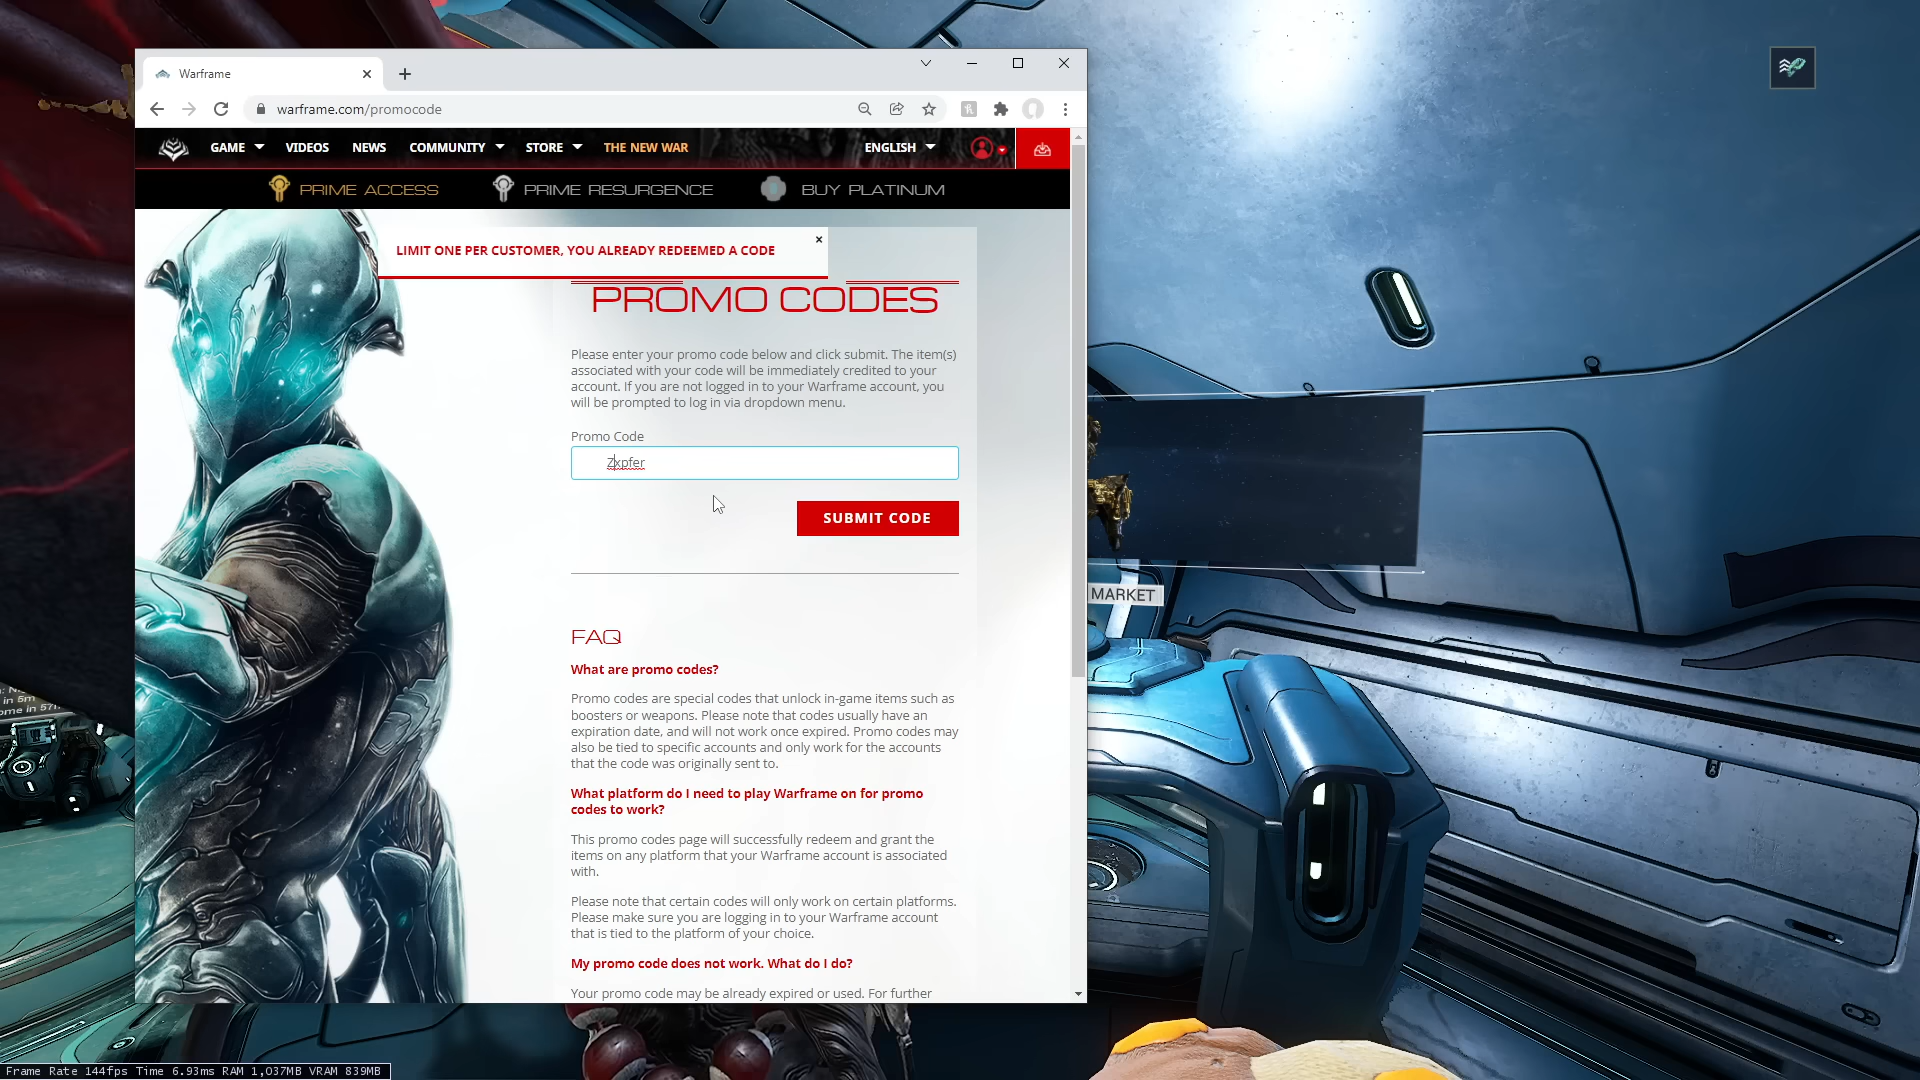 Warframe
warframe.com/promocode
GAME VIDEOS NEWS COMMUNITY STORE THE NEW WAR ENGLISH
PRIME ACCESS PRIME RESURGENCE BUY PLATINUM
LIMIT ONE PER CUSTOMER, YOU ALREADY REDEEMED A CODE
PROMO CODES
Please enter your promo code below and click submit. The item(s)
associated with your code will be immediately credited to your
account. If you are not logged in to your Warframe account, you
will be prompted to log in via dropdown menu.
Promo Code
Zxpfer
SUBMIT CODE
FAQ
What are promo codes?
Promo codes are special codes that unlock in-game items such as
boosters or weapons. Please note that codes usually have an
expiration date, and will not work once expired. Promo codes may
also be tied to specific accounts and only work for the accounts
that the code was originally sent to.
What platform do I need to play Warframe on for promo
codes to work?
This promo codes page will successfully redeem and grant the
items on any platform that your Warframe account is associated
with.
Please note that certain codes will only work on certain platforms.
Please make sure you are logging in to your Warframe account
that is tied to the platform of your choice.
My promo code does not work. What do I do?
Your promo code may be already expired or used. For further
MARKET
in 5m
in 57
Frame Rate 144fps Time 6.93ms RAM 1,037MB VRAM 839MB